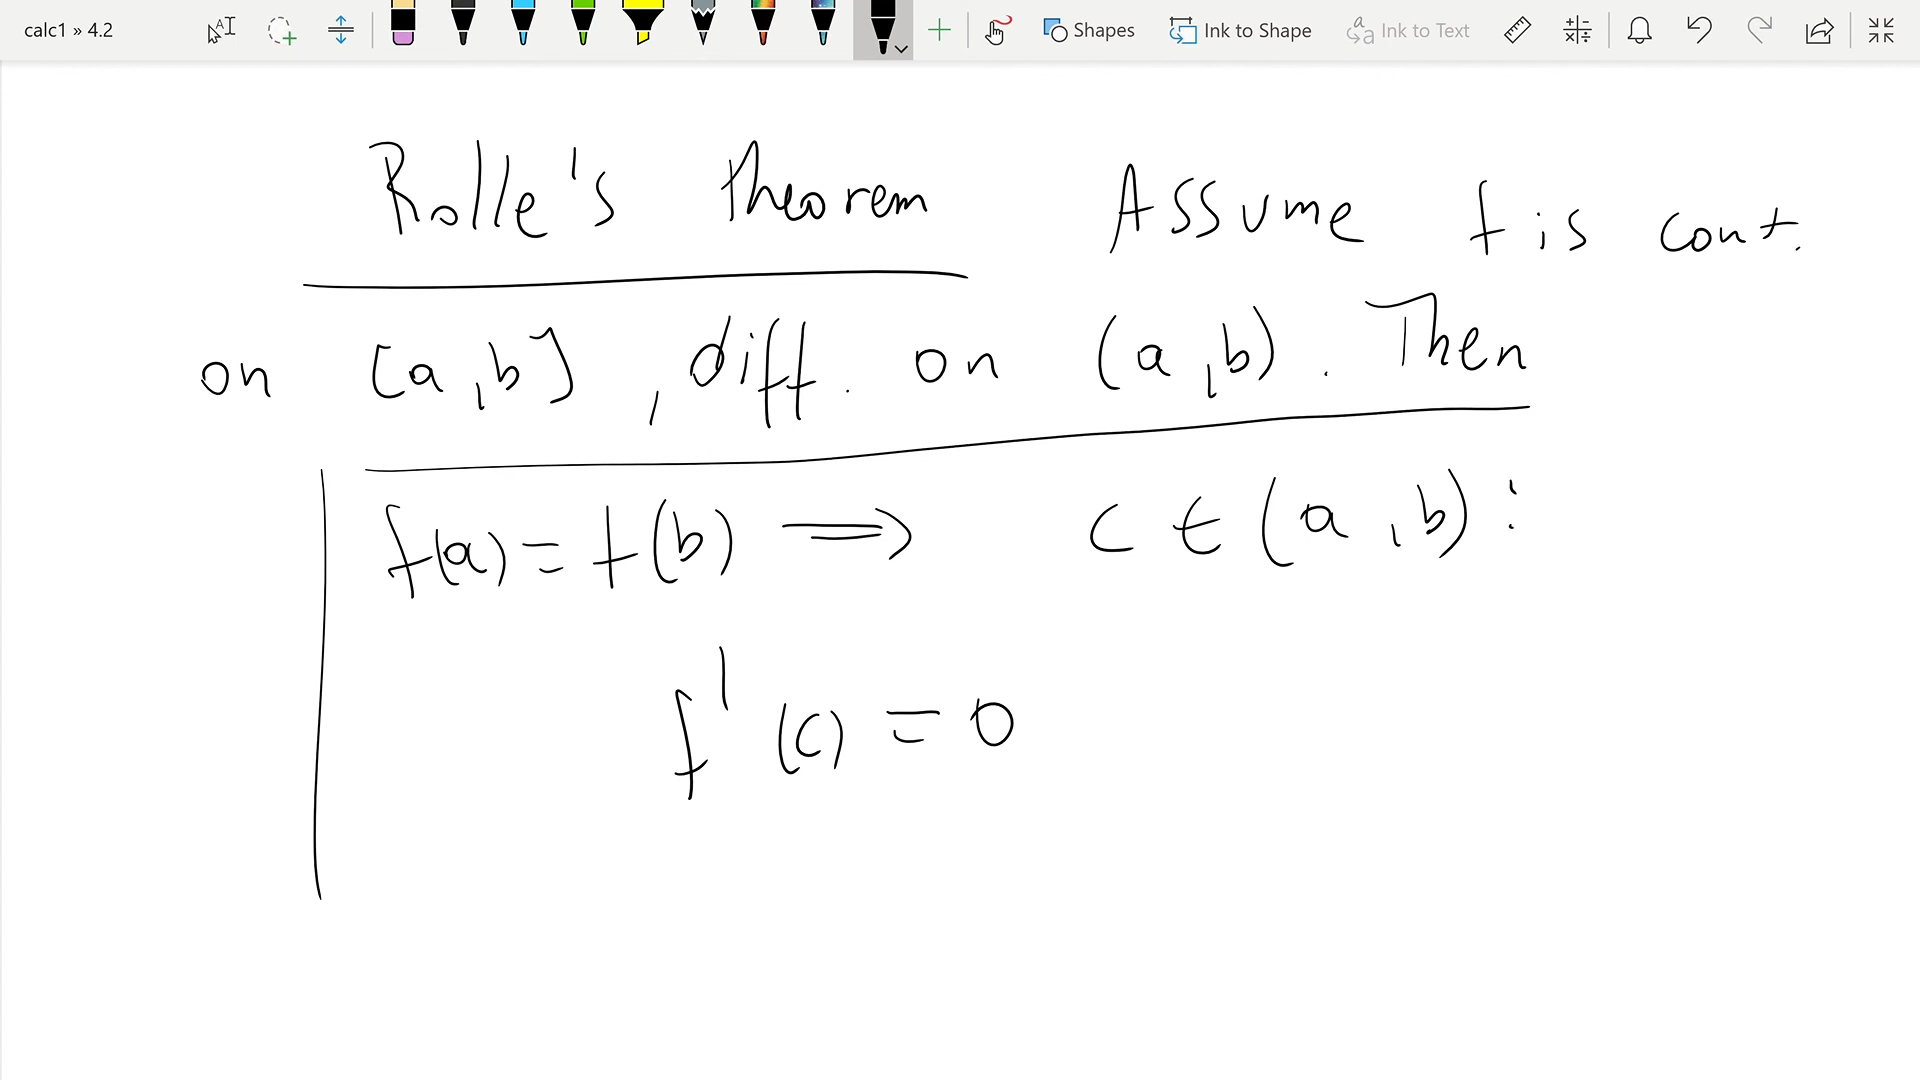 calc1 » 4.2 Shapes Ink to Shape Ink to Text
Rolle's theorem Assume f is cont.
on [a,b], diff. on (a,b). Then
f(a) = f(b) ⟹ c ∈ (a,b):
f'(c) = 0